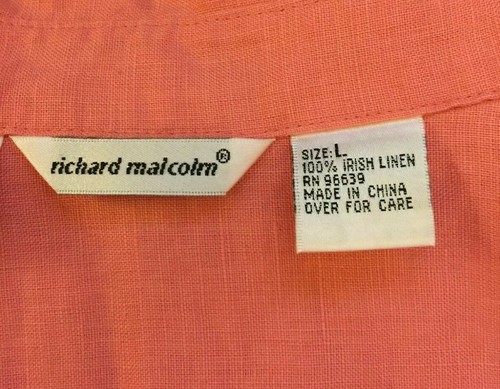 richard malcolm®
SIZE: L
100% IRISH LINEN
RN 96639
MADE IN CHINA
OVER FOR CARE